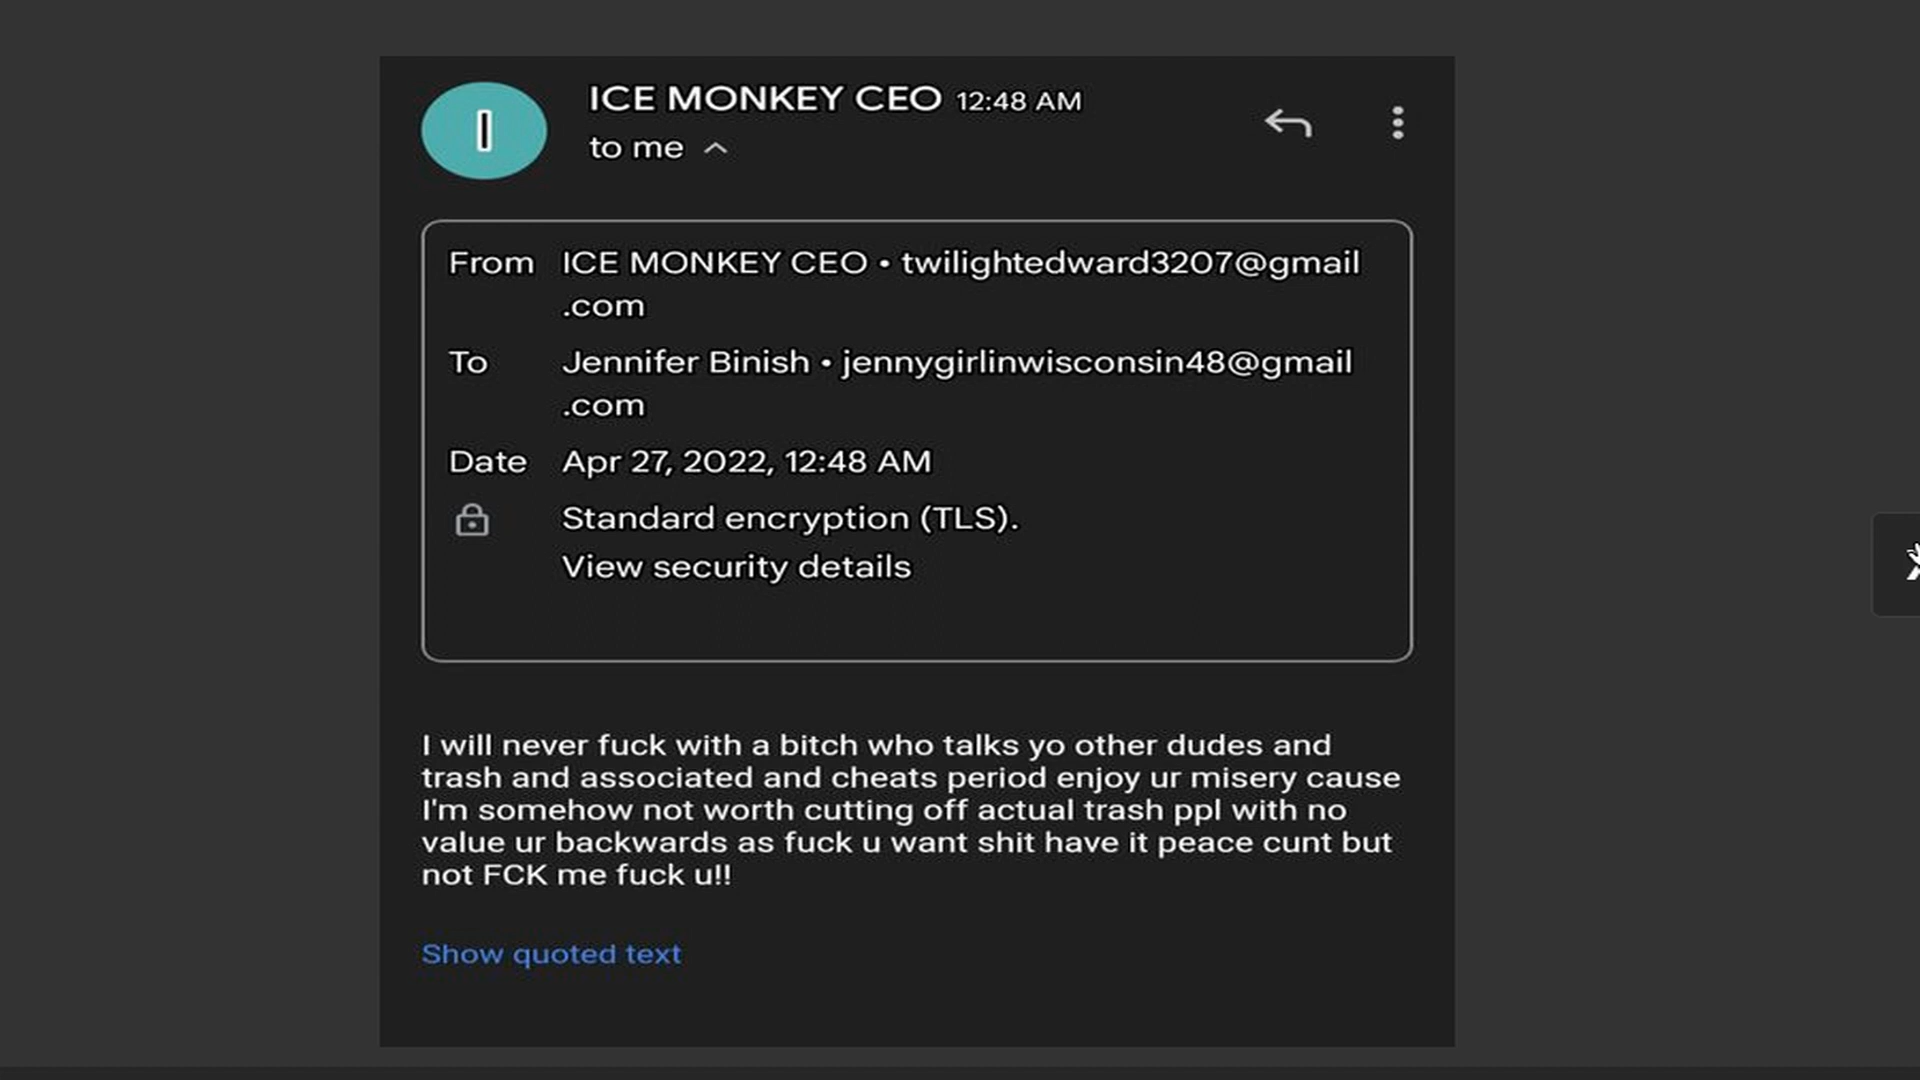 I
ICE MONKEY CEO 12:48 AM
to me
From ICE MONKEY CEO • twilightedward3207@gmail
.com
To Jennifer Binish • jennygirlinwisconsin48@gmail
.com
Date Apr 27, 2022, 12:48 AM
Standard encryption (TLS).
View security details
I will never fuck with a bitch who talks yo other dudes and
trash and associated and cheats period enjoy ur misery cause
I'm somehow not worth cutting off actual trash ppl with no
value ur backwards as fuck u want shit have it peace cunt but
not FCK me fuck u!!
Show quoted text